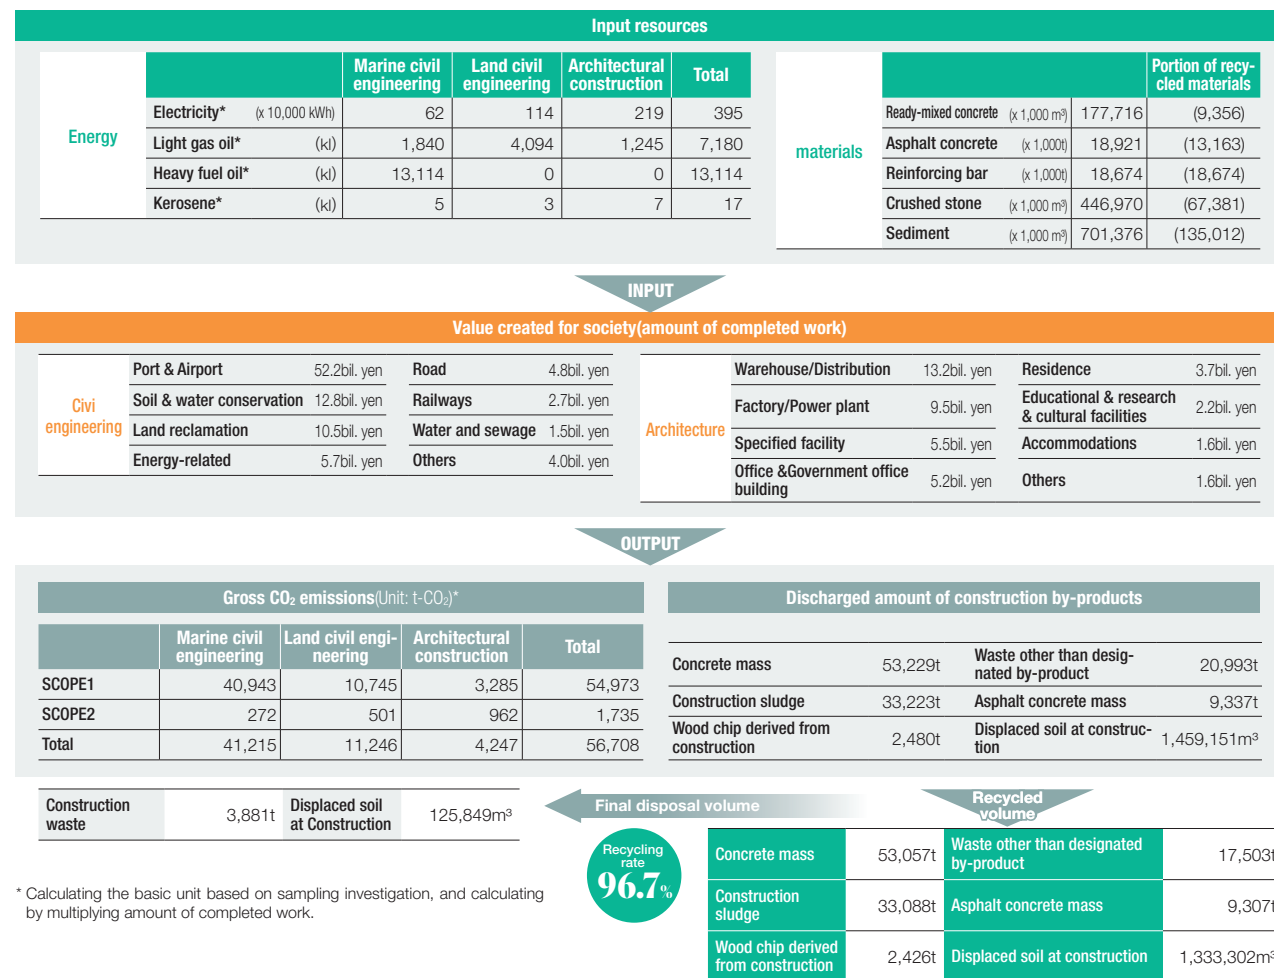 Input resources
Marine civil engineering
Land civil engineering
Architectural construction
Total
Energy
Electricity* (x 10,000 kWh) 62 114 219 395
Light gas oil* (kl) 1,840 4,094 1,245 7,180
Heavy fuel oil* (kl) 13,114 0 0 13,114
Kerosene* (kl) 5 3 7 17
Portion of recy-
cled materials
materials
Ready-mixed concrete (x 1,000 m³) 177,716 (9,356)
Asphalt concrete (x 1,000t) 18,921 (13,163)
Reinforcing bar (x 1,000t) 18,674 (18,674)
Crushed stone (x 1,000 m³) 446,970 (67,381)
Sediment (x 1,000 m³) 701,376 (135,012)
INPUT
Value created for society(amount of completed work)
Civi
engineering
Port & Airport 52.2bil. yen Road 4.8bil. yen
Soil & water conservation 12.8bil. yen Railways 2.7bil. yen
Land reclamation 10.5bil. yen Water and sewage 1.5bil. yen
Energy-related 5.7bil. yen Others 4.0bil. yen
Architecture
Warehouse/Distribution 13.2bil. yen Residence 3.7bil. yen
Factory/Power plant 9.5bil. yen Educational & research
& cultural facilities 2.2bil. yen
Specified facility 5.5bil. yen Accommodations 1.6bil. yen
Office &Government office
building 5.2bil. yen Others 1.6bil. yen
OUTPUT
Gross CO₂ emissions(Unit: t-CO₂)*
Marine civil
engineering
Land civil engi-
neering
Architectural
construction
Total
SCOPE1 40,943 10,745 3,285 54,973
SCOPE2 272 501 962 1,735
Total 41,215 11,246 4,247 56,708
Discharged amount of construction by-products
Concrete mass 53,229t Waste other than desig-
nated by-product 20,993t
Construction sludge 33,223t Asphalt concrete mass 9,337t
Wood chip derived from
construction 2,480t Displaced soil at construc-
tion 1,459,151m³
Construction
waste 3,881t Displaced soil
at Construction 125,849m³
Final disposal volume
Recycled
volume
Recycling
rate
96.7%
Concrete mass 53,057t Waste other than designated
by-product 17,503t
Construction
sludge 33,088t Asphalt concrete mass 9,307t
Wood chip derived
from construction 2,426t Displaced soil at construction 1,333,302m³
* Calculating the basic unit based on sampling investigation, and calculating
by multiplying amount of completed work.